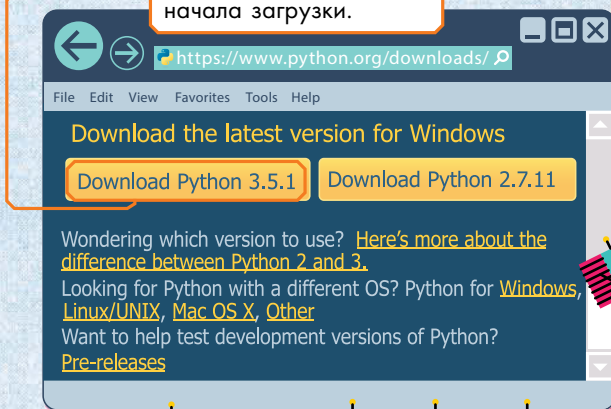 начала загрузки.
https://www.python.org/downloads/
File Edit View Favorites Tools Help
Download the latest version for Windows
Download Python 3.5.1
Download Python 2.7.11
Wondering which version to use? Here's more about the
difference between Python 2 and 3.
Looking for Python with a different OS? Python for Windows,
Linux/UNIX, Mac OS X, Other
Want to help test development versions of Python?
Pre-releases